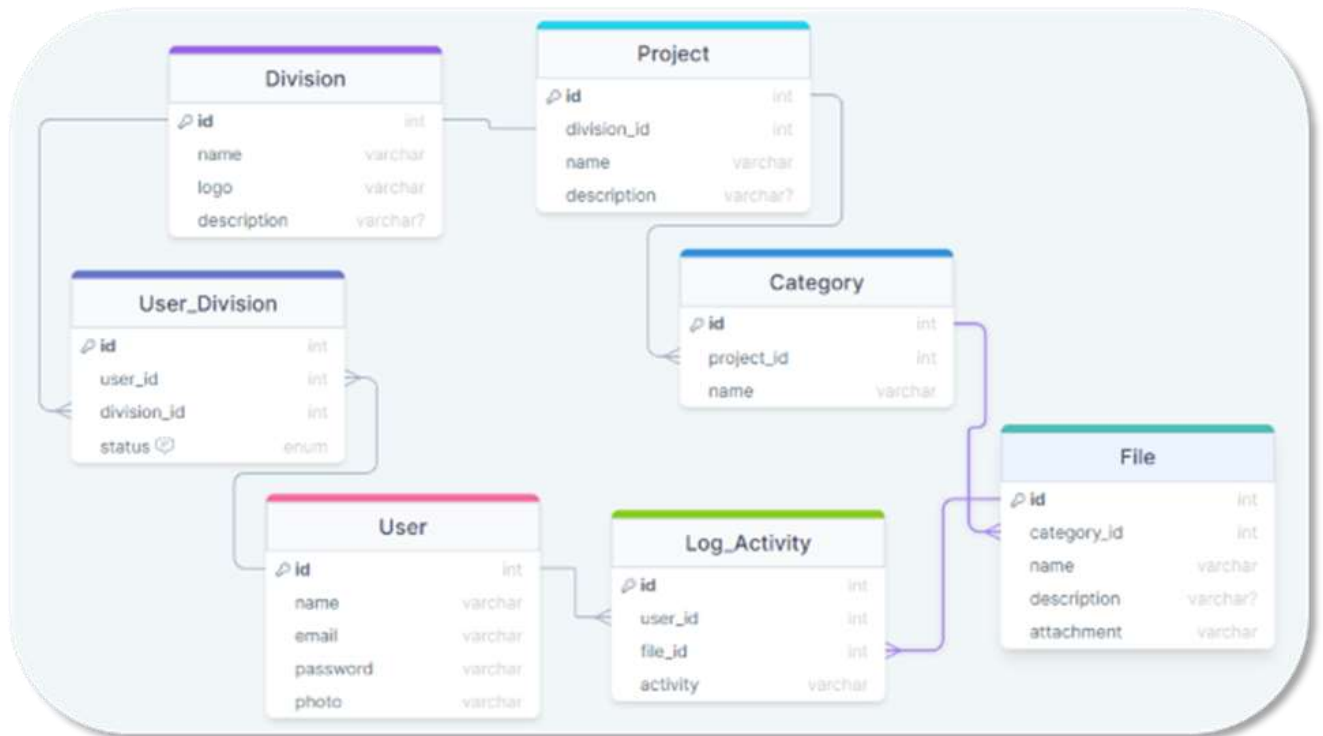 Division
id int
name varchar
logo varchar
description varchar?
Project
id int
division_id int
name varchar
description varchar?
User_Division
id int
user_id int
division_id int
status enum
Category
id int
project_id int
name varchar
User
id int
name varchar
email varchar
password varchar
photo varchar
Log_Activity
id int
user_id int
file_id int
activity varchar
File
id int
category_id int
name varchar
description varchar?
attachment varchar